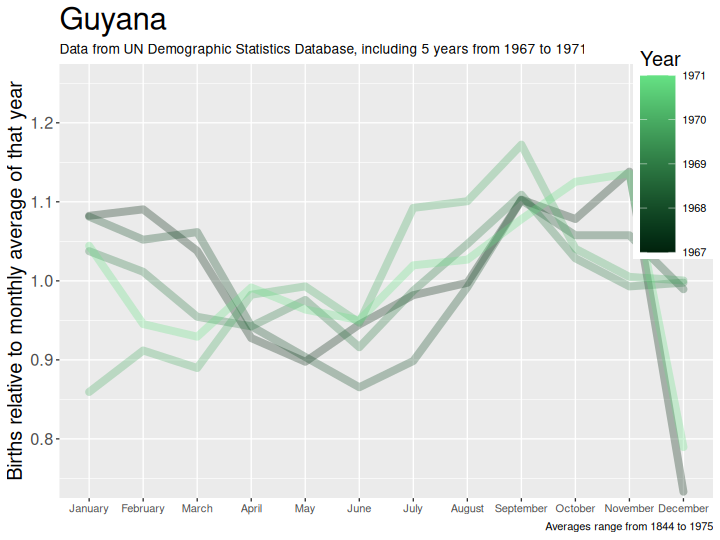 Guyana
Data from UN Demographic Statistics Database, including 5 years from 1967 to 1971
Year
1971
1970
1969
1968
1967
Births relative to monthly average of that year
1.2
1.1
1.0
0.9
0.8
January February March April May June July August September October November December
Averages range from 1844 to 1975